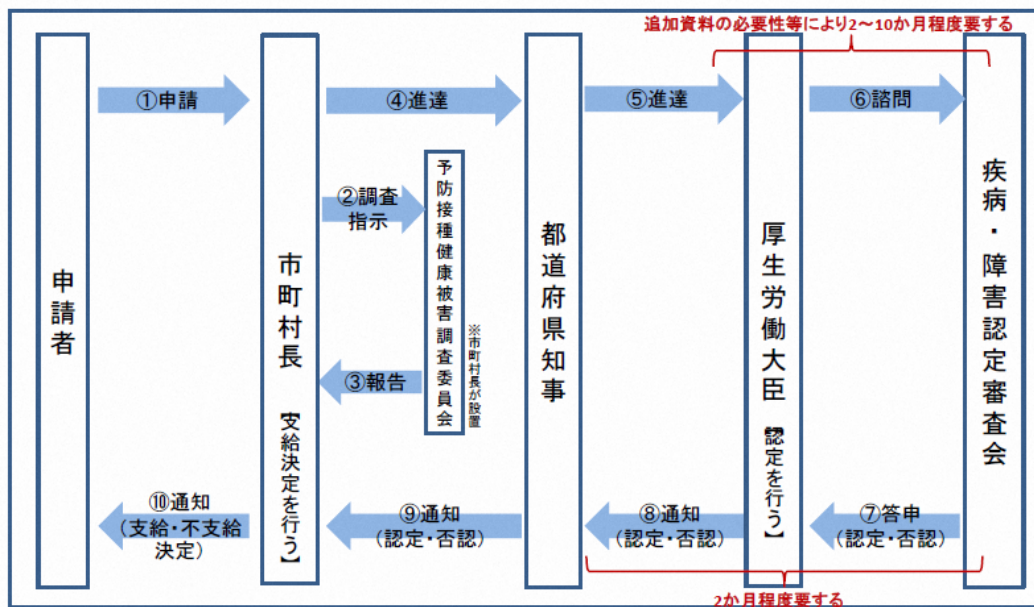 追加資料の必要性等により2～10か月程度要する
①申請
④進達
⑤進達
⑥諮問
②調査
指示
③報告
申請者
市町村長 【支給決定を行う】
予防接種健康被害調査委員会
※市町村長が設置
都道府県知事
厚生労働大臣 【認定を行う】
疾病・障害認定審査会
⑩通知
(支給・不支給
決定)
⑨通知
(認定・否認)
⑧通知
(認定・否認)
⑦答申
(認定・否認)
2か月程度要する